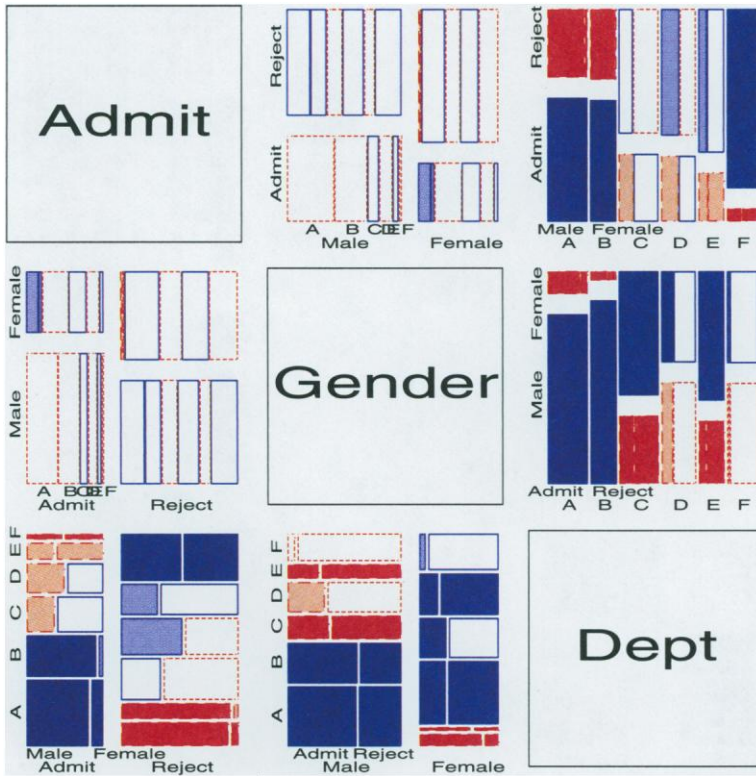 Admit
Reject
Admit
A B C D E F
Male Female
Reject
Admit
Male Female
A B C D E F
Female
Male
A B C D E F
Admit Reject
Gender
Female
Male
Admit Reject
A B C D E F
F
E
D
C
B
A
Male Female
Admit Reject
F
E
D
C
B
A
Admit Reject
Male Female
Dept